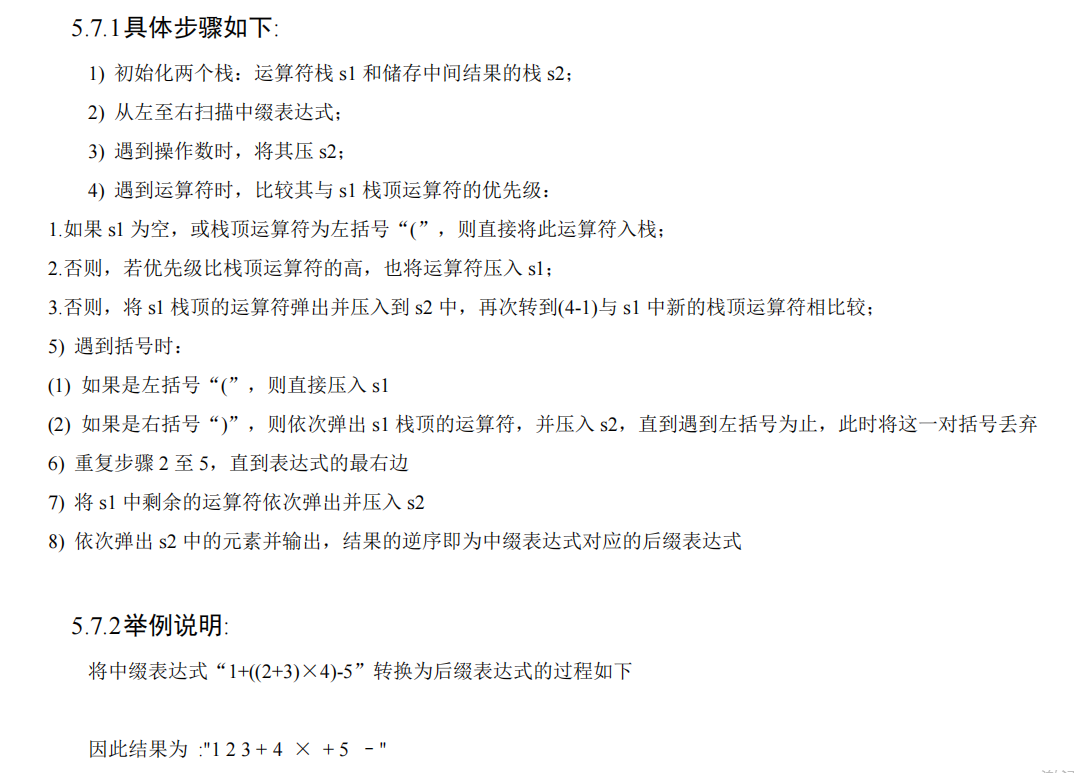 5.7.1具体步骤如下:
1) 初始化两个栈：运算符栈 s1 和储存中间结果的栈 s2；
2) 从左至右扫描中缀表达式；
3) 遇到操作数时，将其压 s2；
4) 遇到运算符时，比较其与 s1 栈顶运算符的优先级：
1.如果 s1 为空，或栈顶运算符为左括号“(”，则直接将此运算符入栈；
2.否则，若优先级比栈顶运算符的高，也将运算符压入 s1；
3.否则，将 s1 栈顶的运算符弹出并压入到 s2 中，再次转到(4-1)与 s1 中新的栈顶运算符相比较；
5) 遇到括号时：
(1) 如果是左括号“(”，则直接压入 s1
(2) 如果是右括号“)”，则依次弹出 s1 栈顶的运算符，并压入 s2，直到遇到左括号为止，此时将这一对括号丢弃
6) 重复步骤 2 至 5，直到表达式的最右边
7) 将 s1 中剩余的运算符依次弹出并压入 s2
8) 依次弹出 s2 中的元素并输出，结果的逆序即为中缀表达式对应的后缀表达式
5.7.2举例说明:
将中缀表达式“1+((2+3)×4)-5”转换为后缀表达式的过程如下
因此结果为 :"1 2 3 + 4 × + 5 –"